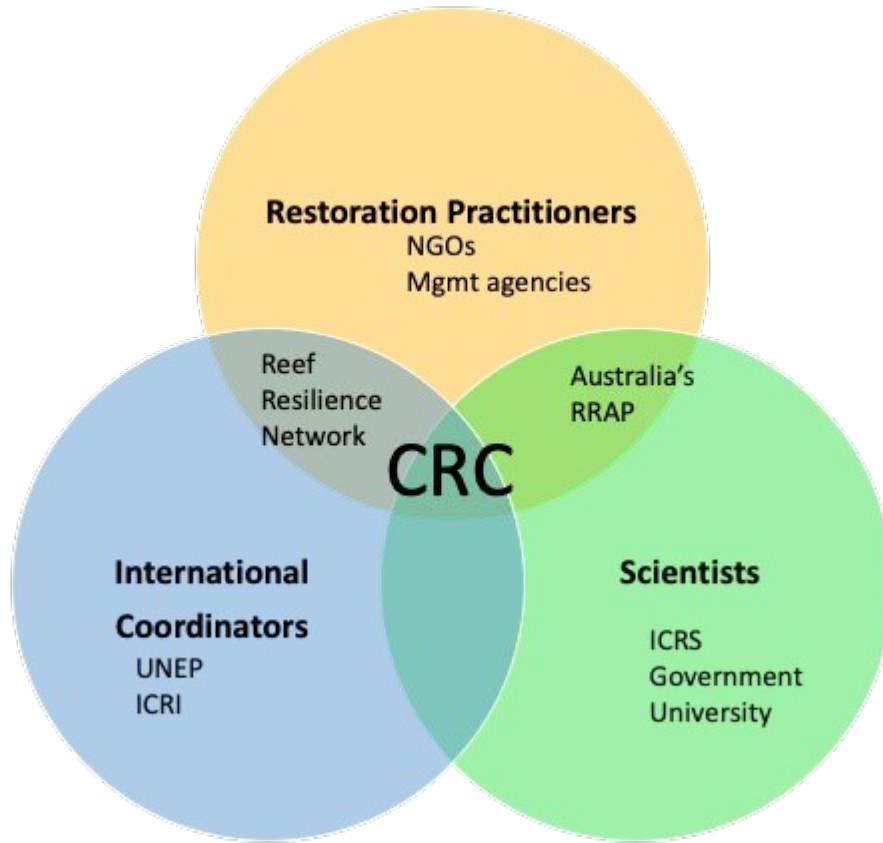 Restoration Practitioners
NGOs
Mgmt agencies
Reef
Resilience
Network
Australia's
RRAP
CRC
International
Coordinators
UNEP
ICRI
Scientists
ICRS
Government
University